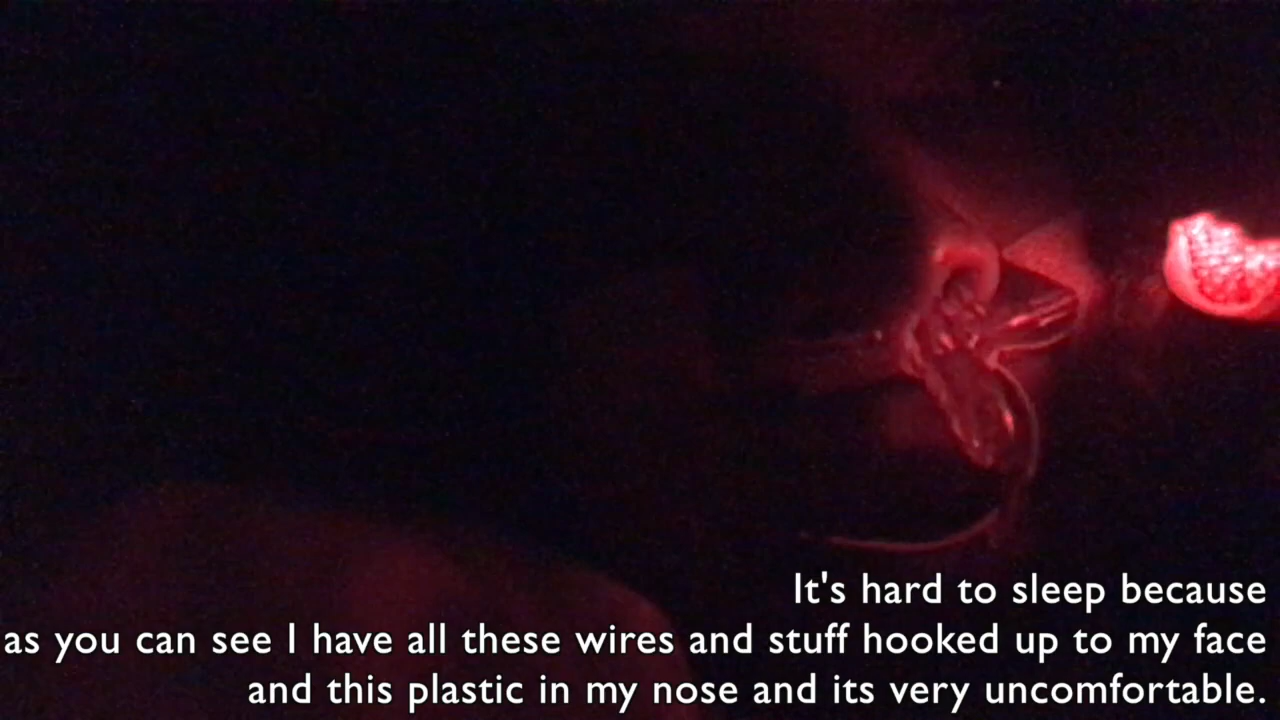 It's hard to sleep because
as you can see I have all these wires and stuff hooked up to my face
and this plastic in my nose and its very uncomfortable.